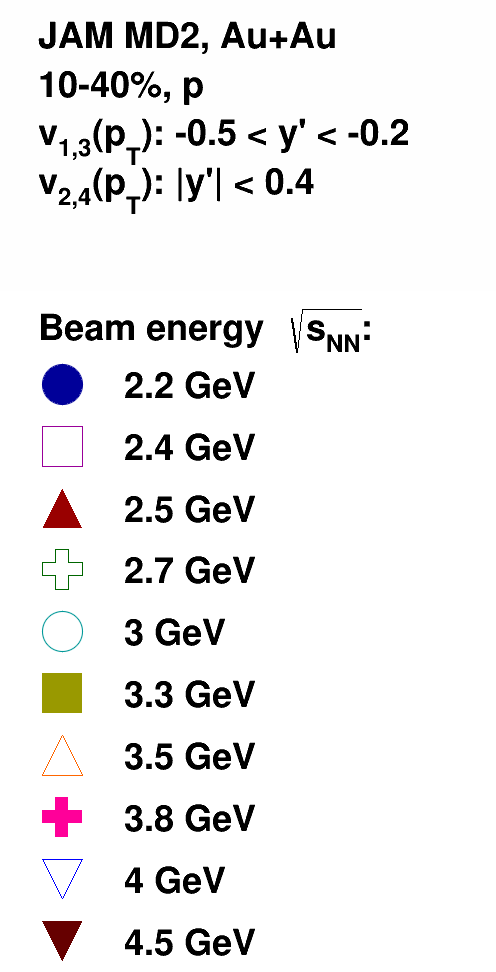 JAM MD2, Au+Au
10-40%, p
v1,3(pT): -0.5 < y' < -0.2
v2,4(pT): |y'| < 0.4
Beam energy √sNN:
2.2 GeV
2.4 GeV
2.5 GeV
2.7 GeV
3 GeV
3.3 GeV
3.5 GeV
3.8 GeV
4 GeV
4.5 GeV